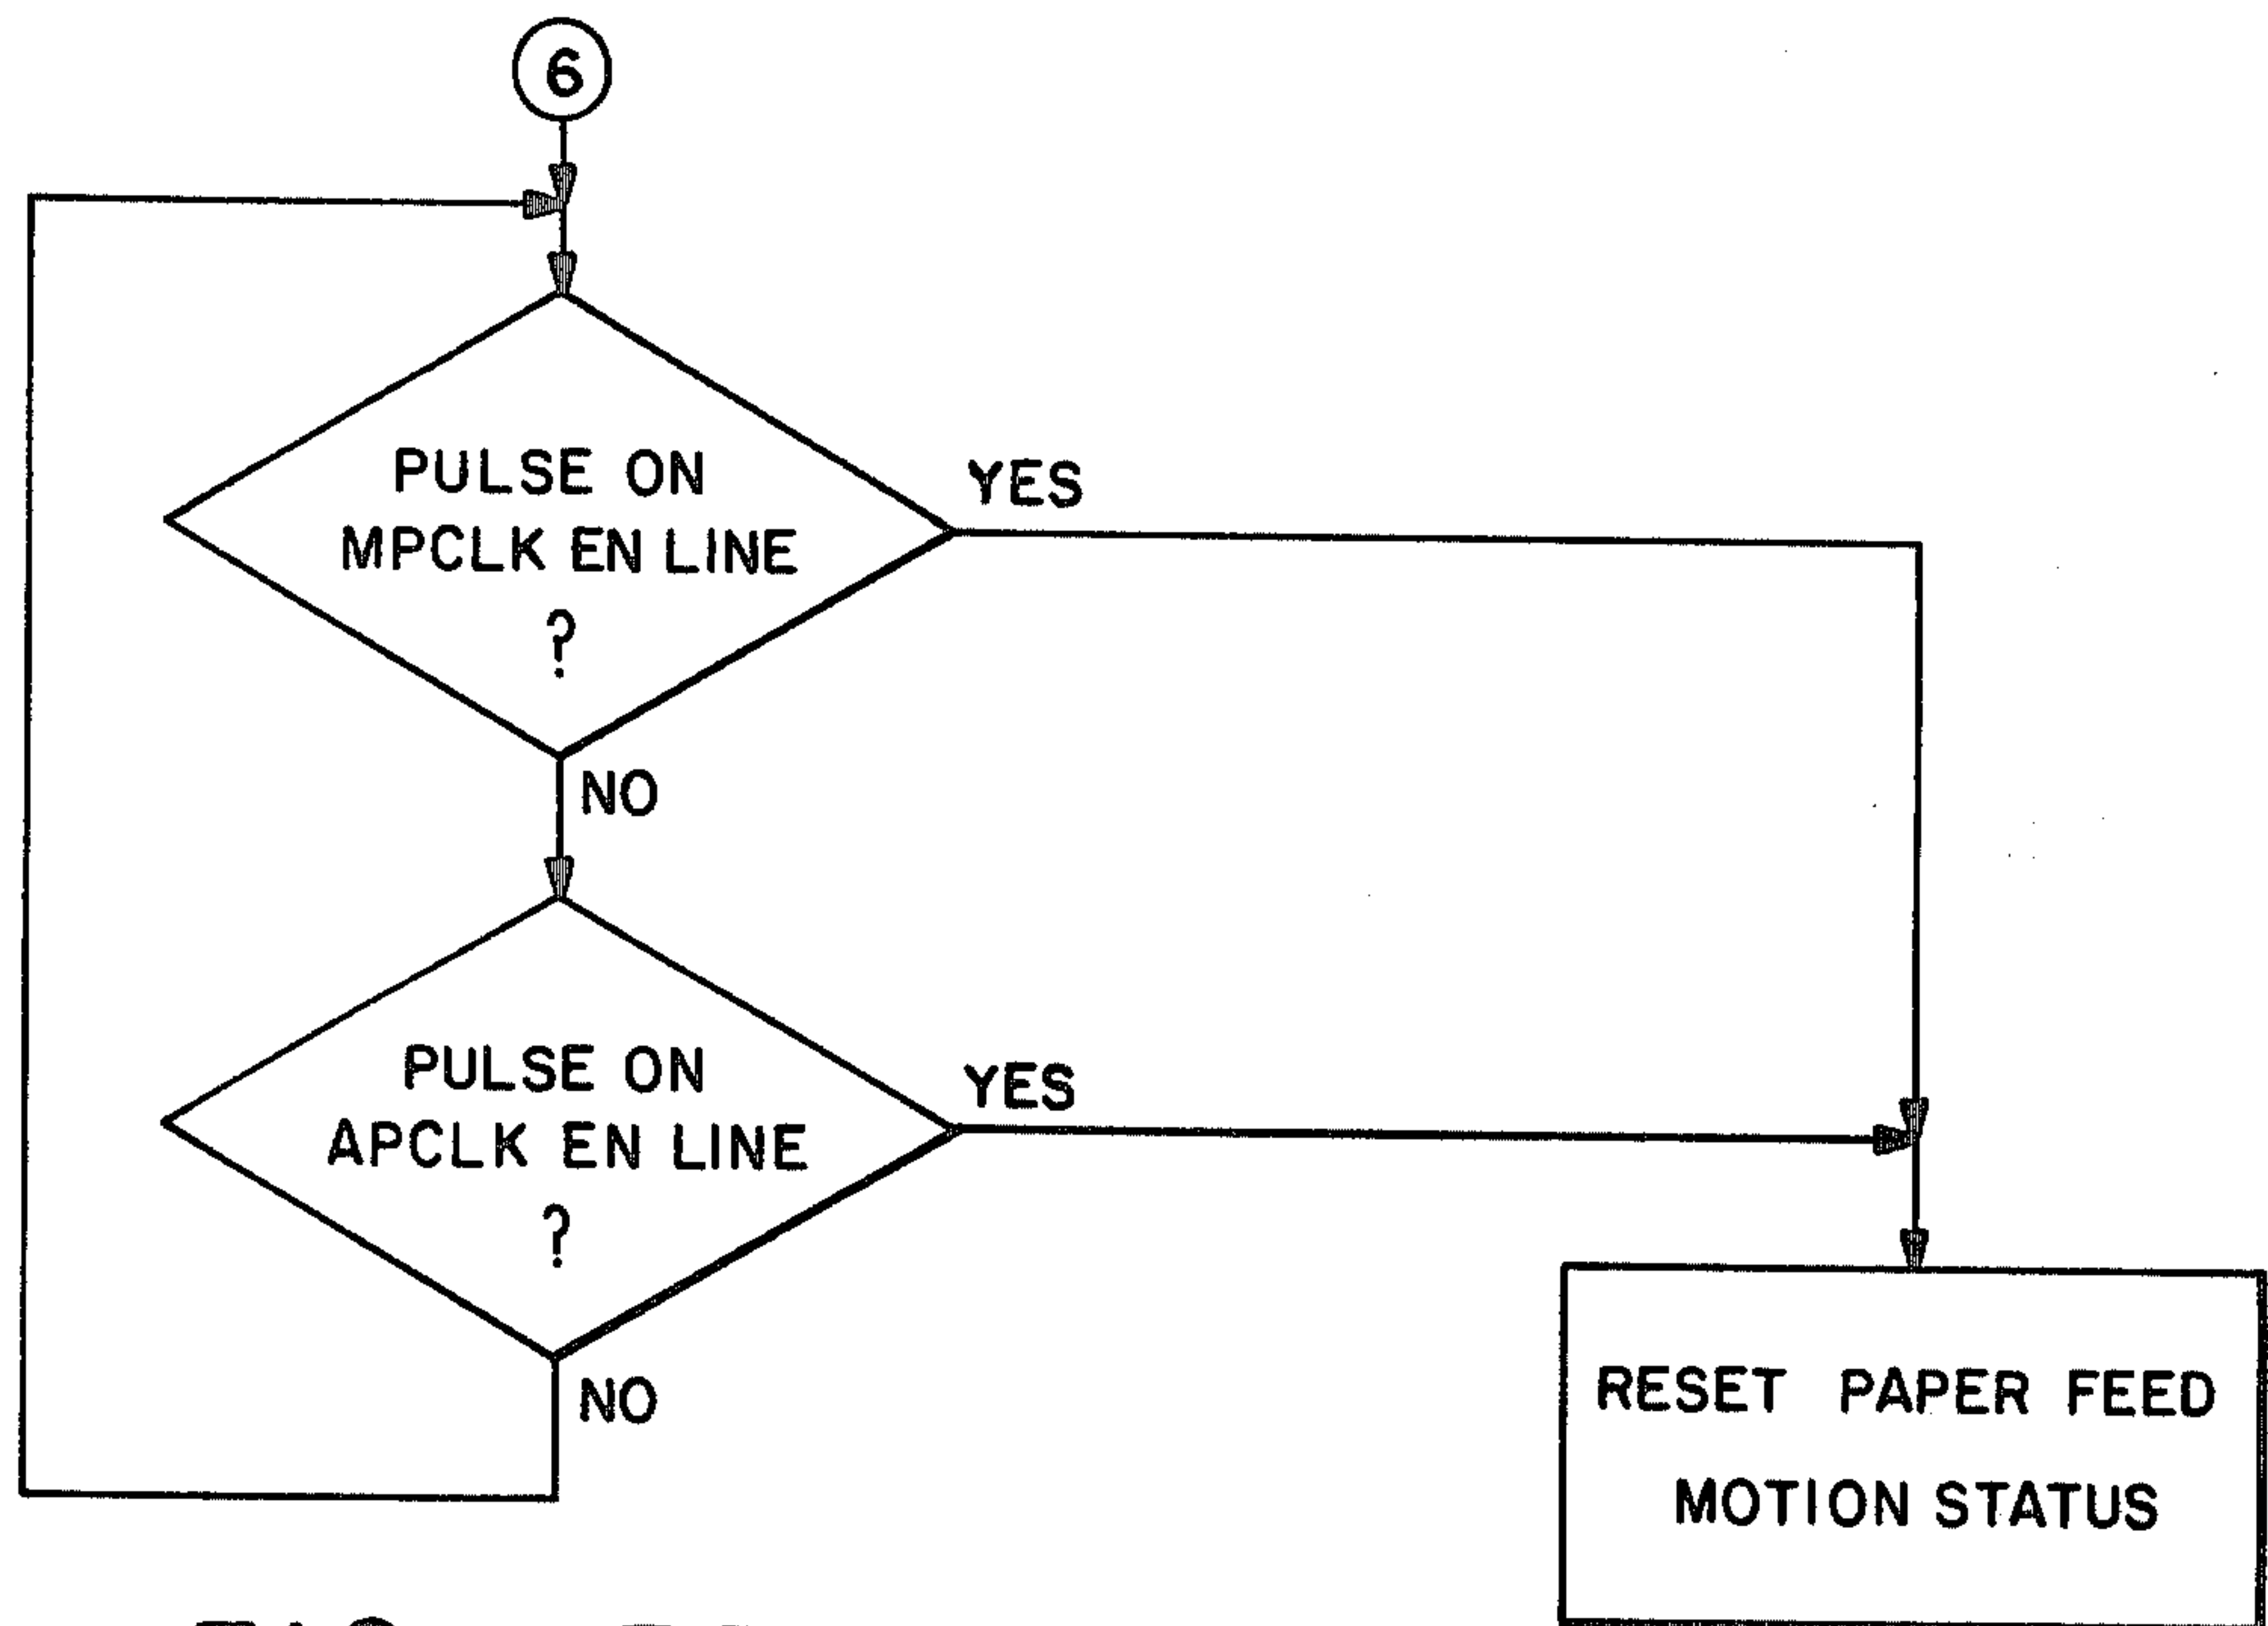 6
PULSE ON
MPCLK EN LINE
?
YES
NO
PULSE ON
APCLK EN LINE
?
YES
NO
RESET PAPER FEED
MOTION STATUS